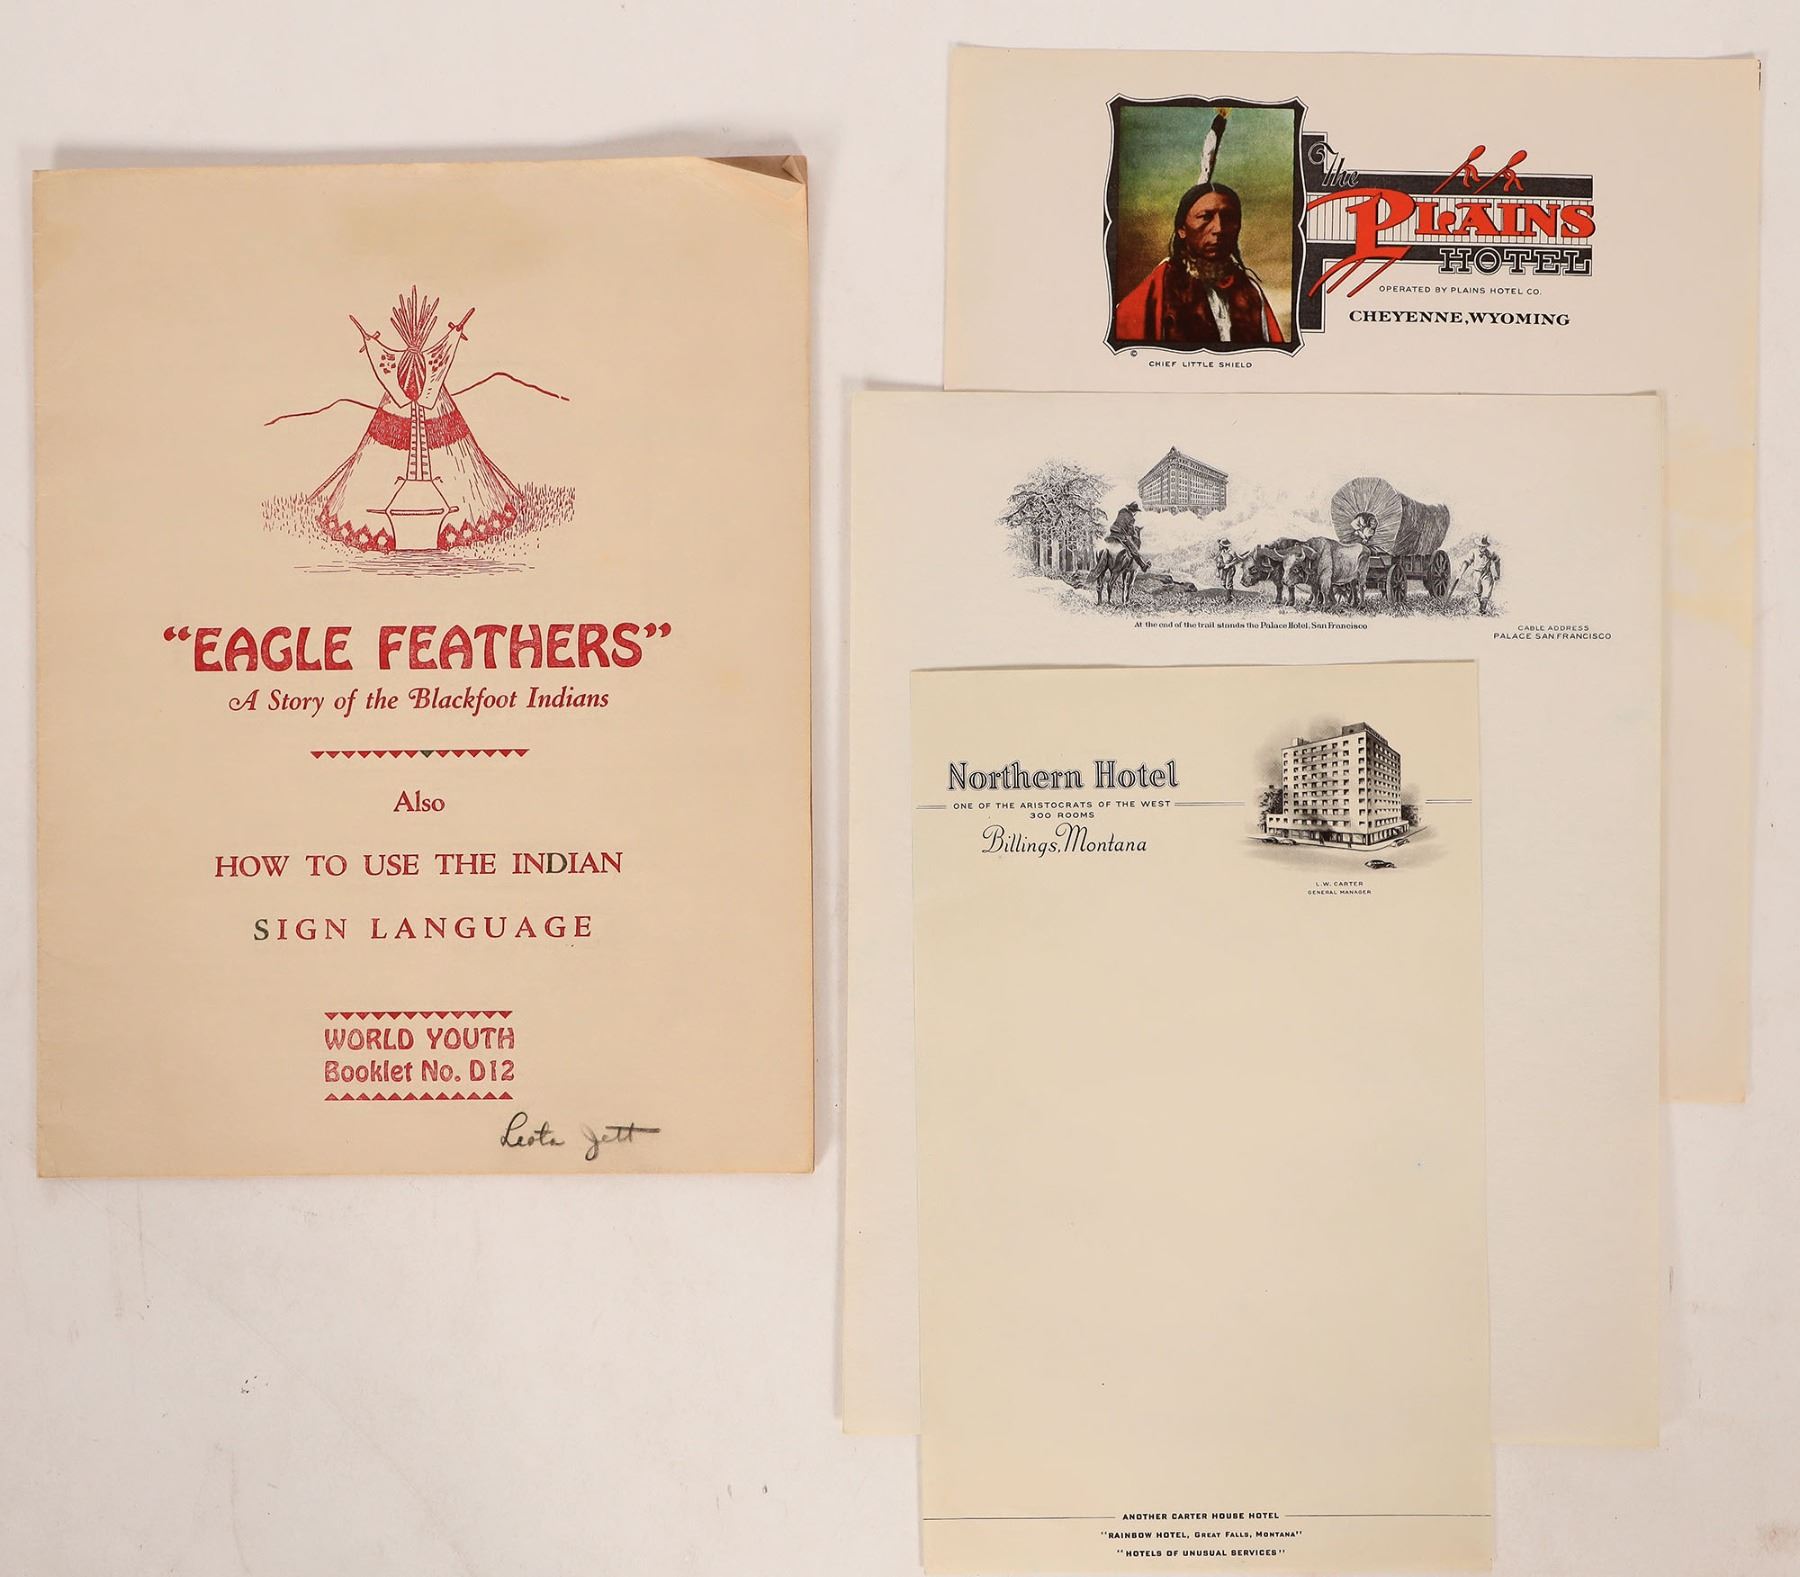 “EAGLE FEATHERS”
A Story of the Blackfoot Indians
Also
HOW TO USE THE INDIAN
SIGN LANGUAGE
WORLD YOUTH
Booklet No. D12
Leota Jett
The
PLAINS
HOTEL
OPERATED BY PLAINS HOTEL CO.
CHEYENNE, WYOMING
©
CHIEF LITTLE SHIELD
At the end of the trail stands the Palace Hotel, San Francisco
CABLE ADDRESS
PALACE SAN FRANCISCO
Northern Hotel
ONE OF THE ARISTOCRATS OF THE WEST
300 ROOMS
Billings, Montana
L. W. CARTER
GENERAL MANAGER
ANOTHER CARTER HOUSE HOTEL
"RAINBOW HOTEL, GREAT FALLS, MONTANA"
"HOTELS OF UNUSUAL SERVICES"